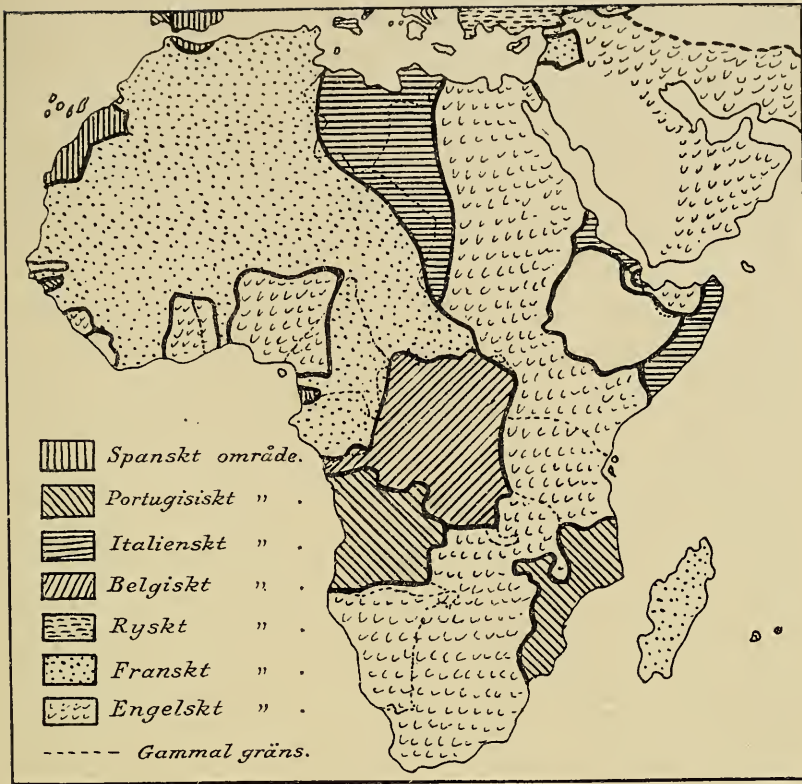 Spanskt område.
Portugisiskt " .
Italienskt " .
Belgiskt " .
Ryskt " .
Franskt " .
Engelskt " .
Gammal gräns.